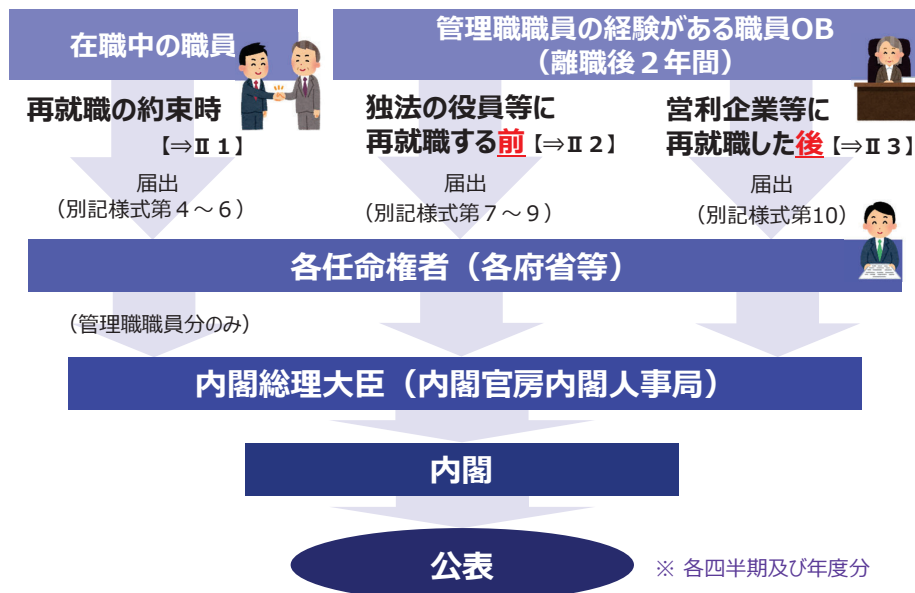 在職中の職員
管理職職員の経験がある職員OB
（離職後２年間）
再就職の約束時
【⇒Ⅱ１】
独法の役員等に
再就職する前【⇒Ⅱ２】
営利企業等に
再就職した後【⇒Ⅱ３】
届出
（別記様式第４～６）
届出
（別記様式第７～９）
届出
（別記様式第10）
各任命権者（各府省等）
（管理職職員分のみ）
内閣総理大臣（内閣官房内閣人事局）
内閣
公表
※ 各四半期及び年度分